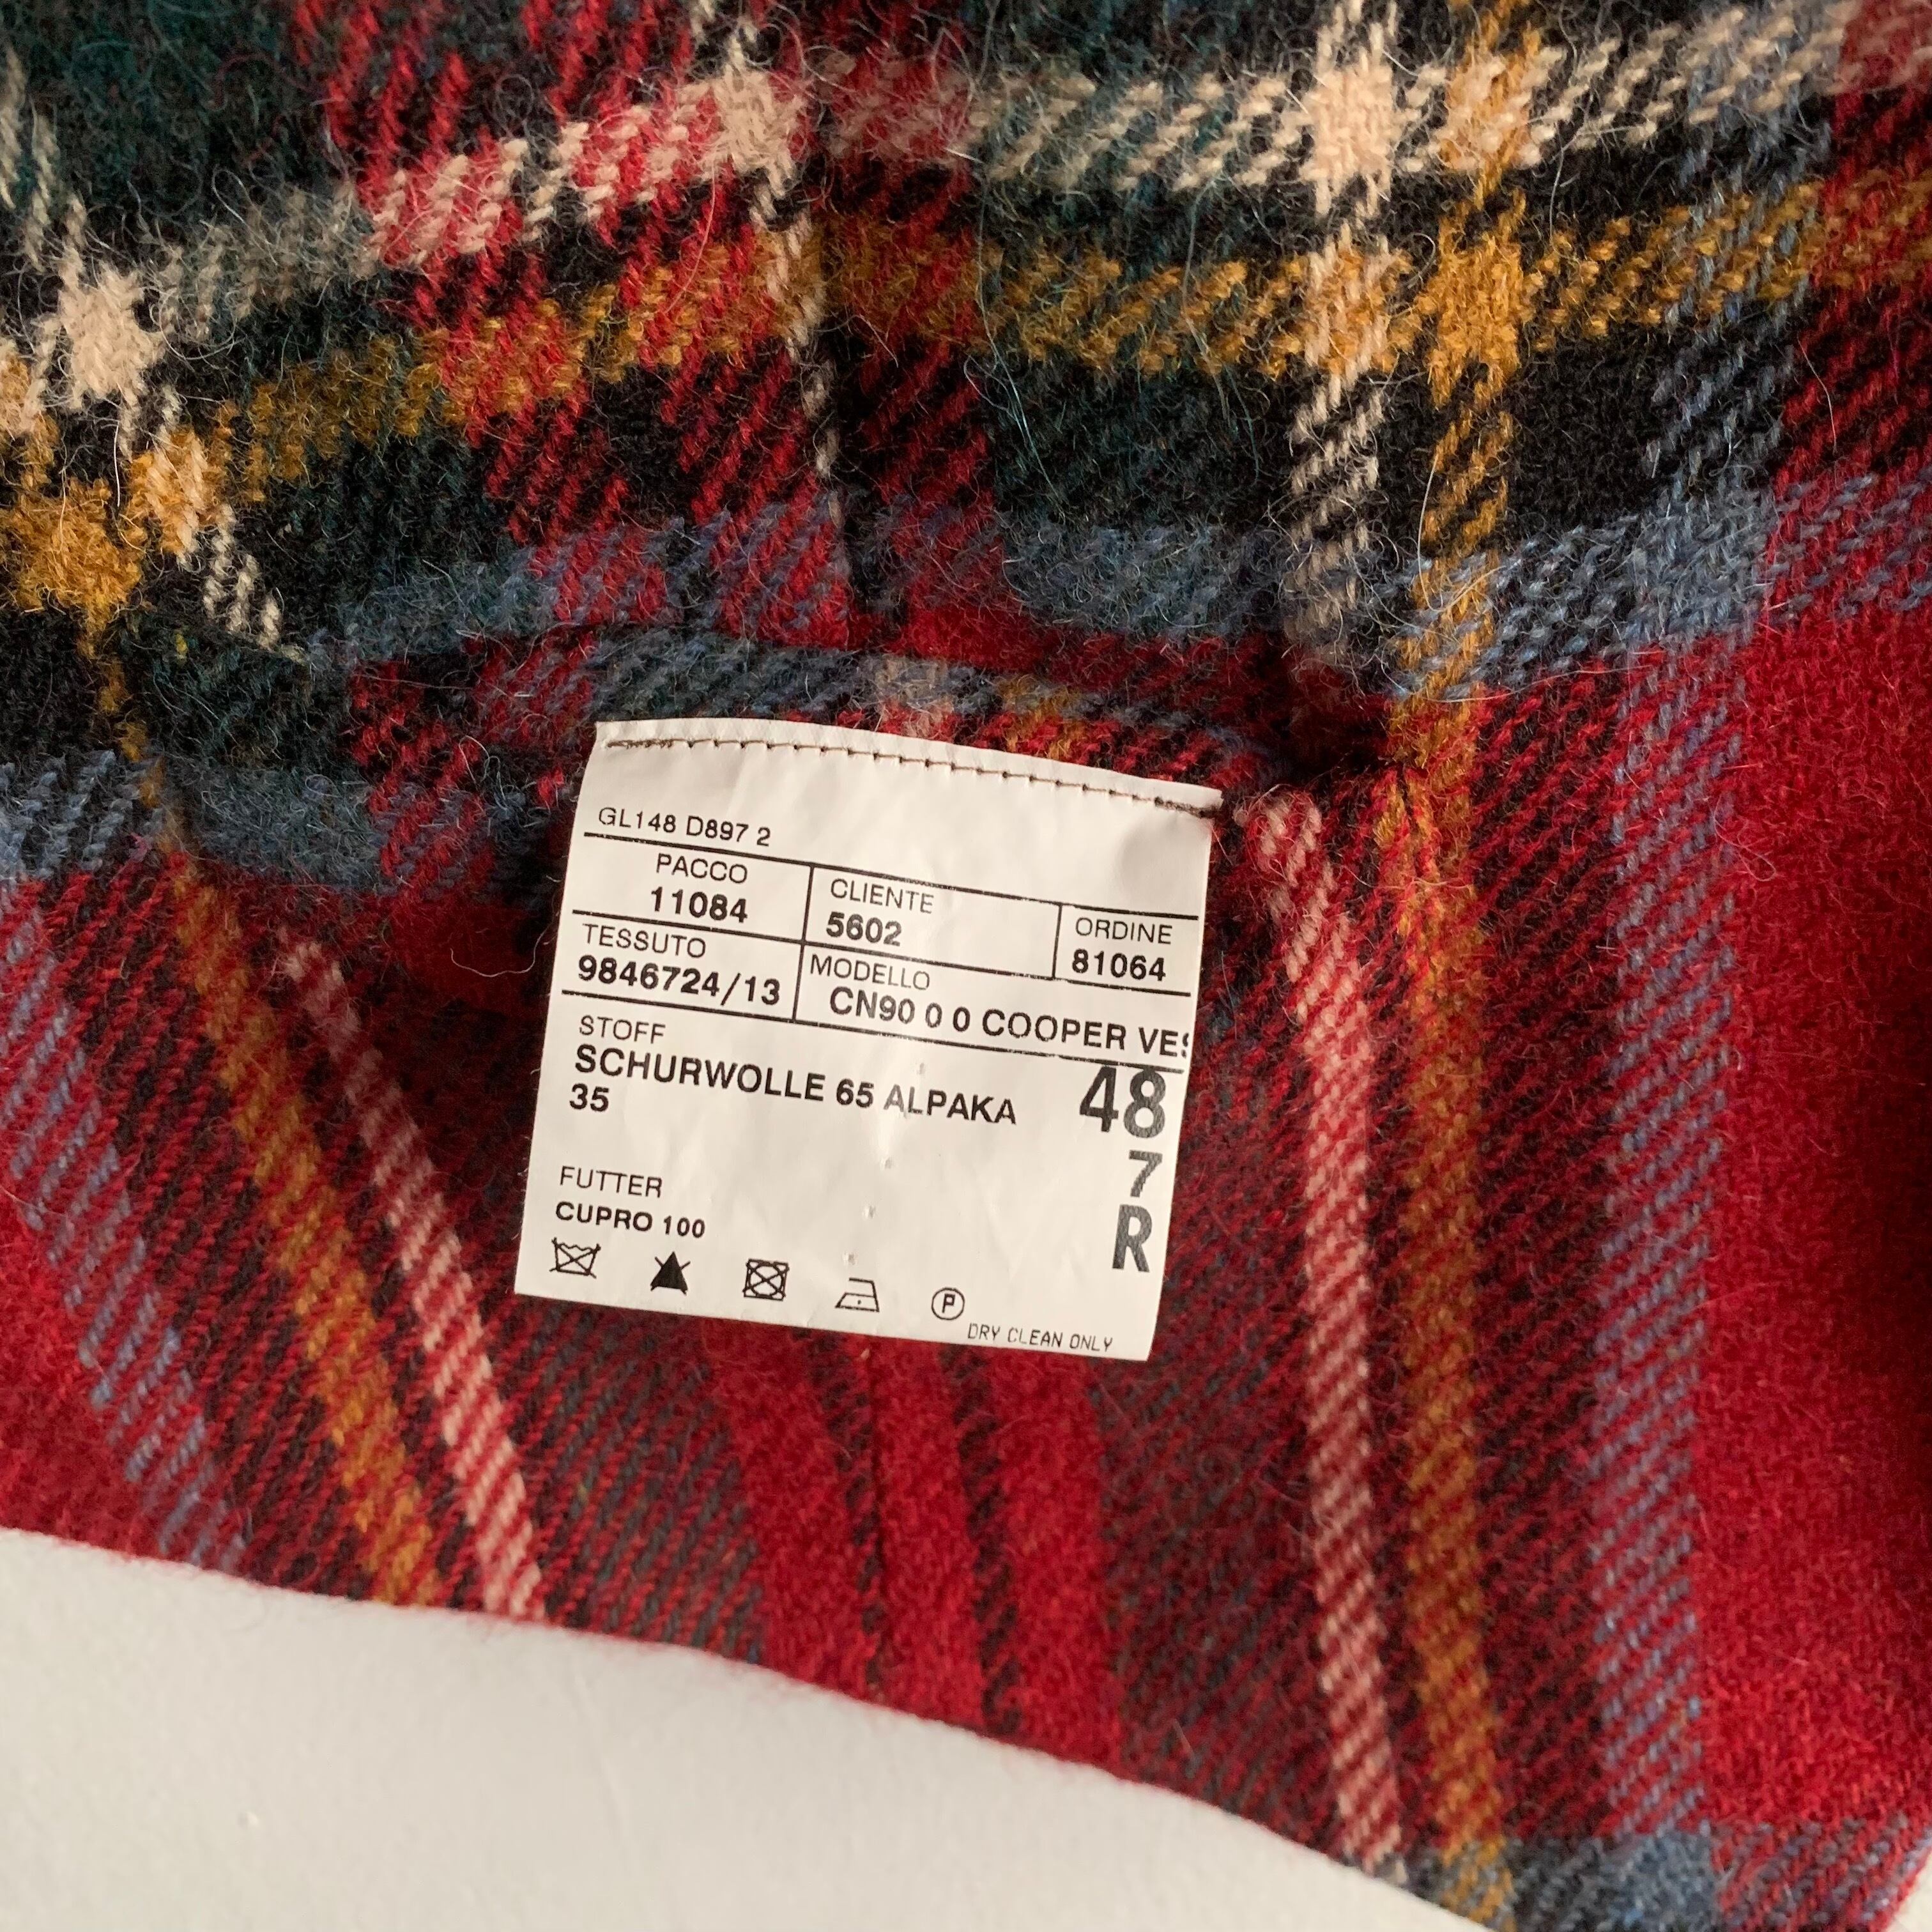 GL148 D897 2
PACCO
11084
CLIENTE
5602
ORDINE
81064
TESSUTO
9846724/13
MODELLO
CN90 0 0 COOPER
STOFF
SCHURWOLLE 65 ALPAKA
35
48
7
R
FUTTER
CUPRO 100
P
DRY CLEAN ONLY